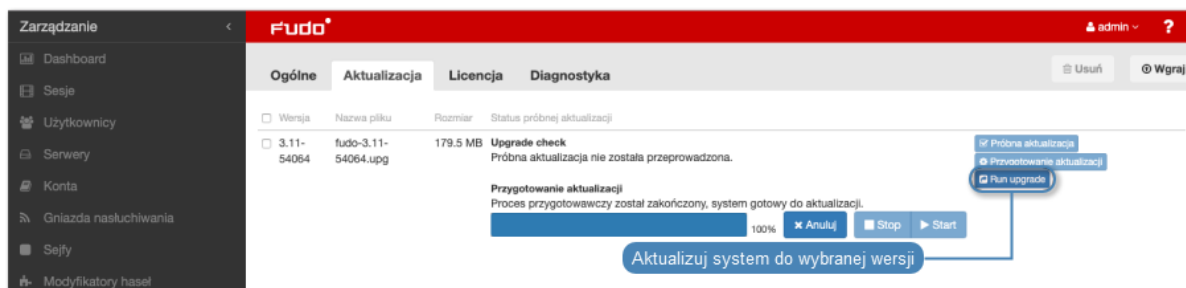 Zarządzanie
Fudo
admin
?
Dashboard
Sesje
Użytkownicy
Serwery
Konta
Gniazda nasłuchiwania
Sejfy
Modyfikatory haseł
Ogólne Aktualizacja Licencja Diagnostyka
Usuń Wgraj
Wersja Nazwa pliku Rozmiar Status próbnej aktualizacji
3.11- fudo-3.11- 179.5 MB Upgrade check
54064 54064.upg Próbna aktualizacja nie została przeprowadzona.
Próbna aktualizacja
Przygotowanie aktualizacji
Run upgrade
Przygotowanie aktualizacji
Proces przygotowawczy został zakończony, system gotowy do aktualizacji.
100% Anuluj Stop Start
Aktualizuj system do wybranej wersji